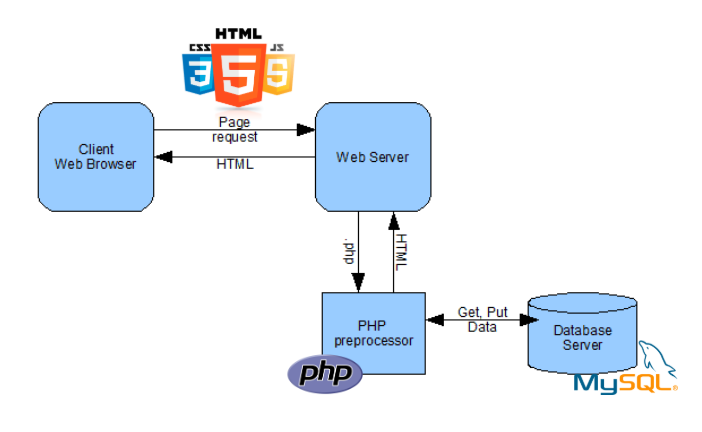 HTML
CSS
JS
3
5
5
Page
request
Client
Web Browser
HTML
Web Server
.php
HTML
PHP
preprocessor
Get, Put
Data
Database
Server
php
MySQL®